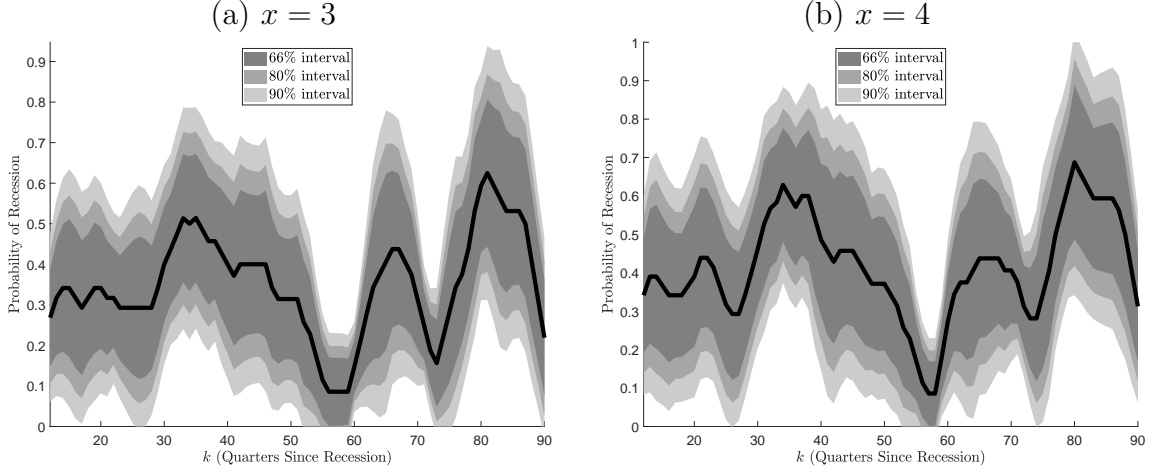 (a) x = 3
66% interval
80% interval
90% interval
Probability of Recession
0.9
0.8
0.7
0.6
0.5
0.4
0.3
0.2
0.1
0
20 30 40 50 60 70 80 90
k (Quarters Since Recession)
(b) x = 4
66% interval
80% interval
90% interval
Probability of Recession
1
0.9
0.8
0.7
0.6
0.5
0.4
0.3
0.2
0.1
0
20 30 40 50 60 70 80 90
k (Quarters Since Recession)